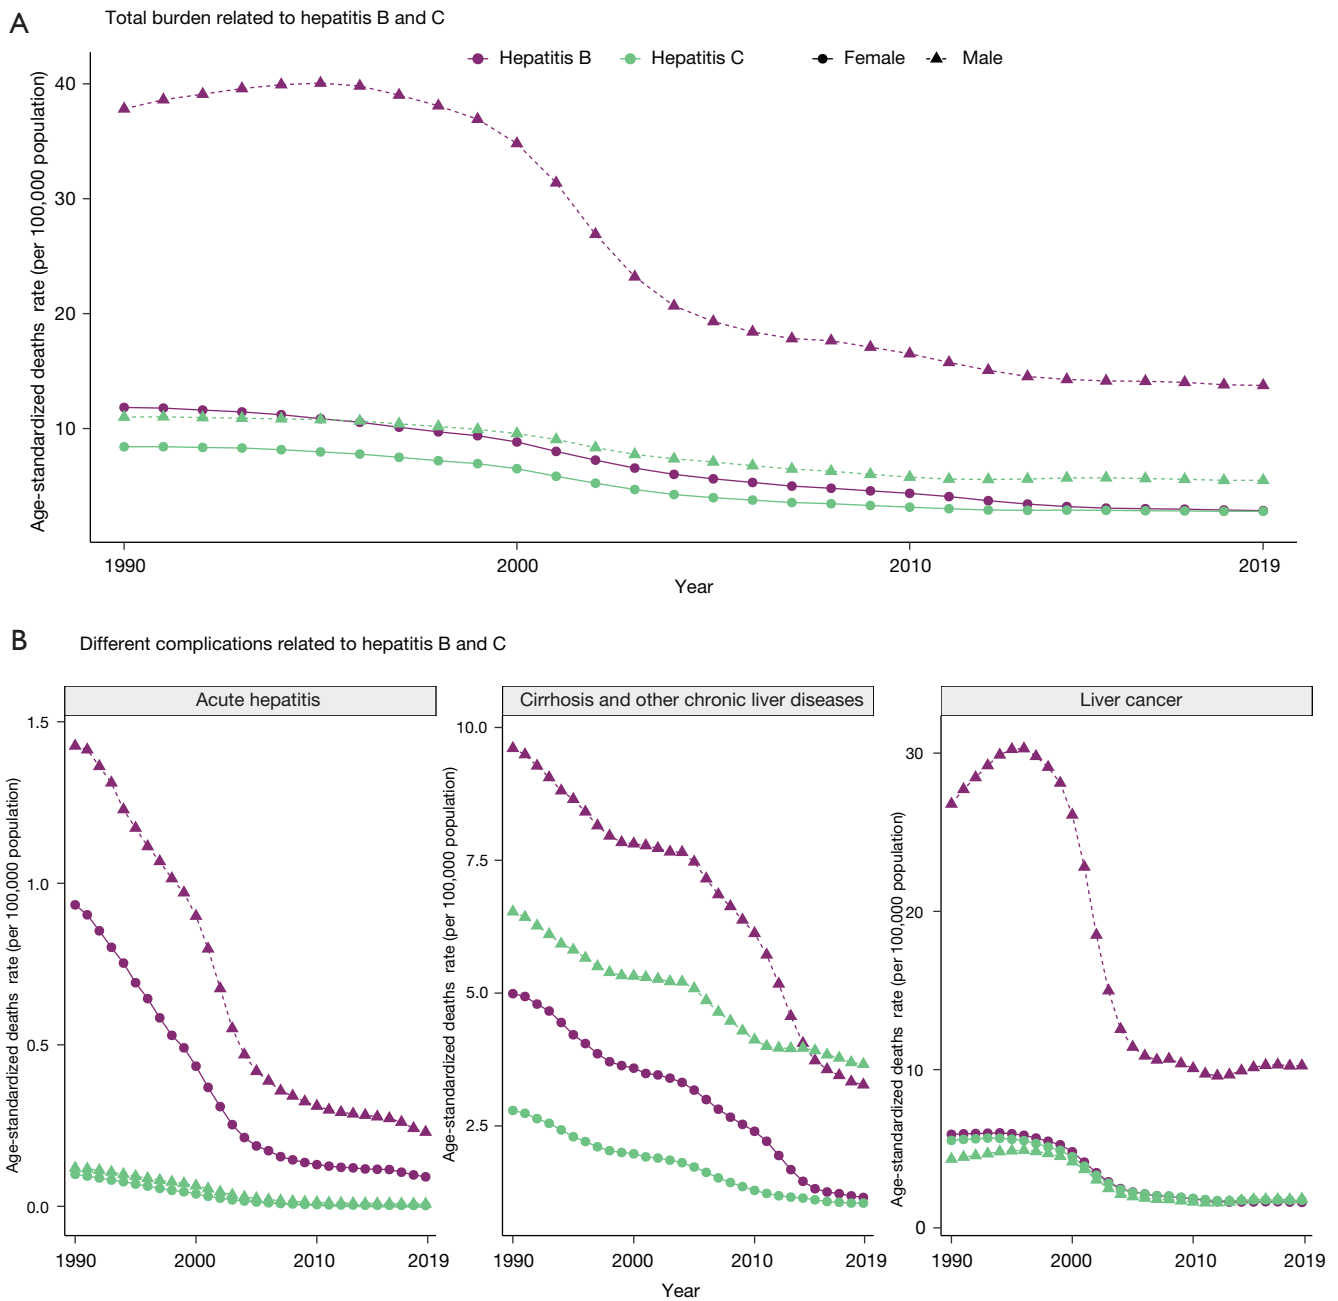 A
Total burden related to hepatitis B and C
Hepatitis B
Hepatitis C
Female
Male
Age-standardized deaths rate (per 100,000 population)
40
30
20
10
1990
2000
2010
2019
Year
B
Different complications related to hepatitis B and C
Acute hepatitis
Age-standardized deaths rate (per 100,000 population)
1.5
1.0
0.5
0.0
1990
2000
2010
2019
Cirrhosis and other chronic liver diseases
Age-standardized deaths rate (per 100,000 population)
10.0
7.5
5.0
2.5
1990
2000
2010
2019
Liver cancer
Age-standardized deaths rate (per 100,000 population)
30
20
10
0
1990
2000
2010
2019
Year